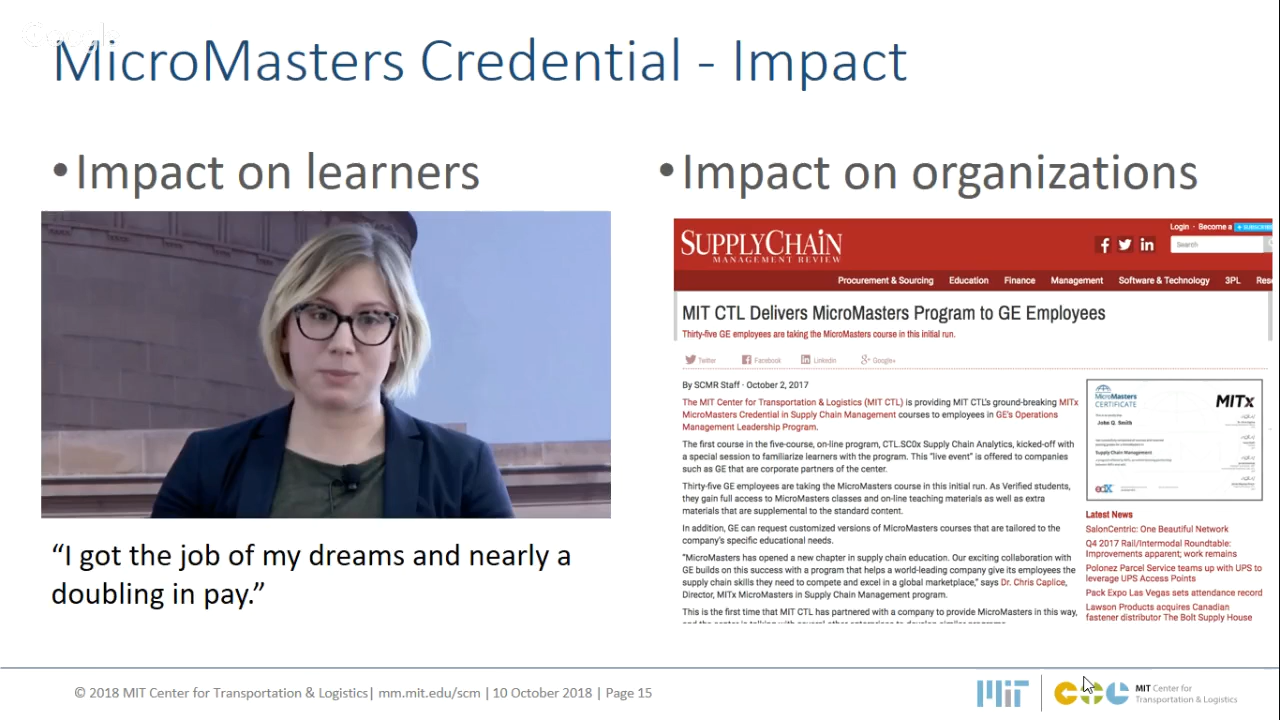 Google
MicroMasters Credential - Impact
•Impact on learners
“I got the job of my dreams and nearly a
doubling in pay.”
•Impact on organizations
Login · Become a + SUBSCRIBE
SUPPLYCHAIN
MANAGEMENT REVIEW
Search
Procurement & Sourcing Education Finance Management Software & Technology 3PL Res
MIT CTL Delivers MicroMasters Program to GE Employees
Thirty-five GE employees are taking the MicroMasters course in this initial run.
Twitter Facebook Linkedin Google+
By SCMR Staff · October 2, 2017
The MIT Center for Transportation & Logistics (MIT CTL) is providing MIT CTL's ground-breaking MITx
MicroMasters Credential in Supply Chain Management courses to employees in GE's Operations
Management Leadership Program.
The first course in the five-course, on-line program, CTL.SC0x Supply Chain Analytics, kicked-off with
a special session to familiarize learners with the program. This "live event" is offered to companies
such as GE that are corporate partners of the center.
Thirty-five GE employees are taking the MicroMasters course in this initial run. As Verified students,
they gain full access to MicroMasters classes and on-line teaching materials as well as extra
materials that are supplemental to the standard content.
In addition, GE can request customized versions of MicroMasters courses that are tailored to the
company's specific educational needs.
"MicroMasters has opened a new chapter in supply chain education. Our exciting collaboration with
GE builds on this success with a program that helps a world-leading company give its employees the
supply chain skills they need to compete and excel in a global marketplace," says Dr. Chris Caplice,
Director, MITx MicroMasters in Supply Chain Management program.
This is the first time that MIT CTL has partnered with a company to provide MicroMasters in this way,
MicroMasters
CERTIFICATE
MITx
John Q. Smith
Supply Chain Management
edX
Latest News
SalonCentric: One Beautiful Network
Q4 2017 Rail/Intermodal Roundtable:
Improvements apparent; work remains
Polonez Parcel Service teams up with UPS to
leverage UPS Access Points
Pack Expo Las Vegas sets attendance record
Lawson Products acquires Canadian
fastener distributor The Bolt Supply House
© 2018 MIT Center for Transportation & Logistics| mm.mit.edu/scm |10 October 2018 | Page 15
MIT
CTL
MIT Center for
Transportation & Logistics